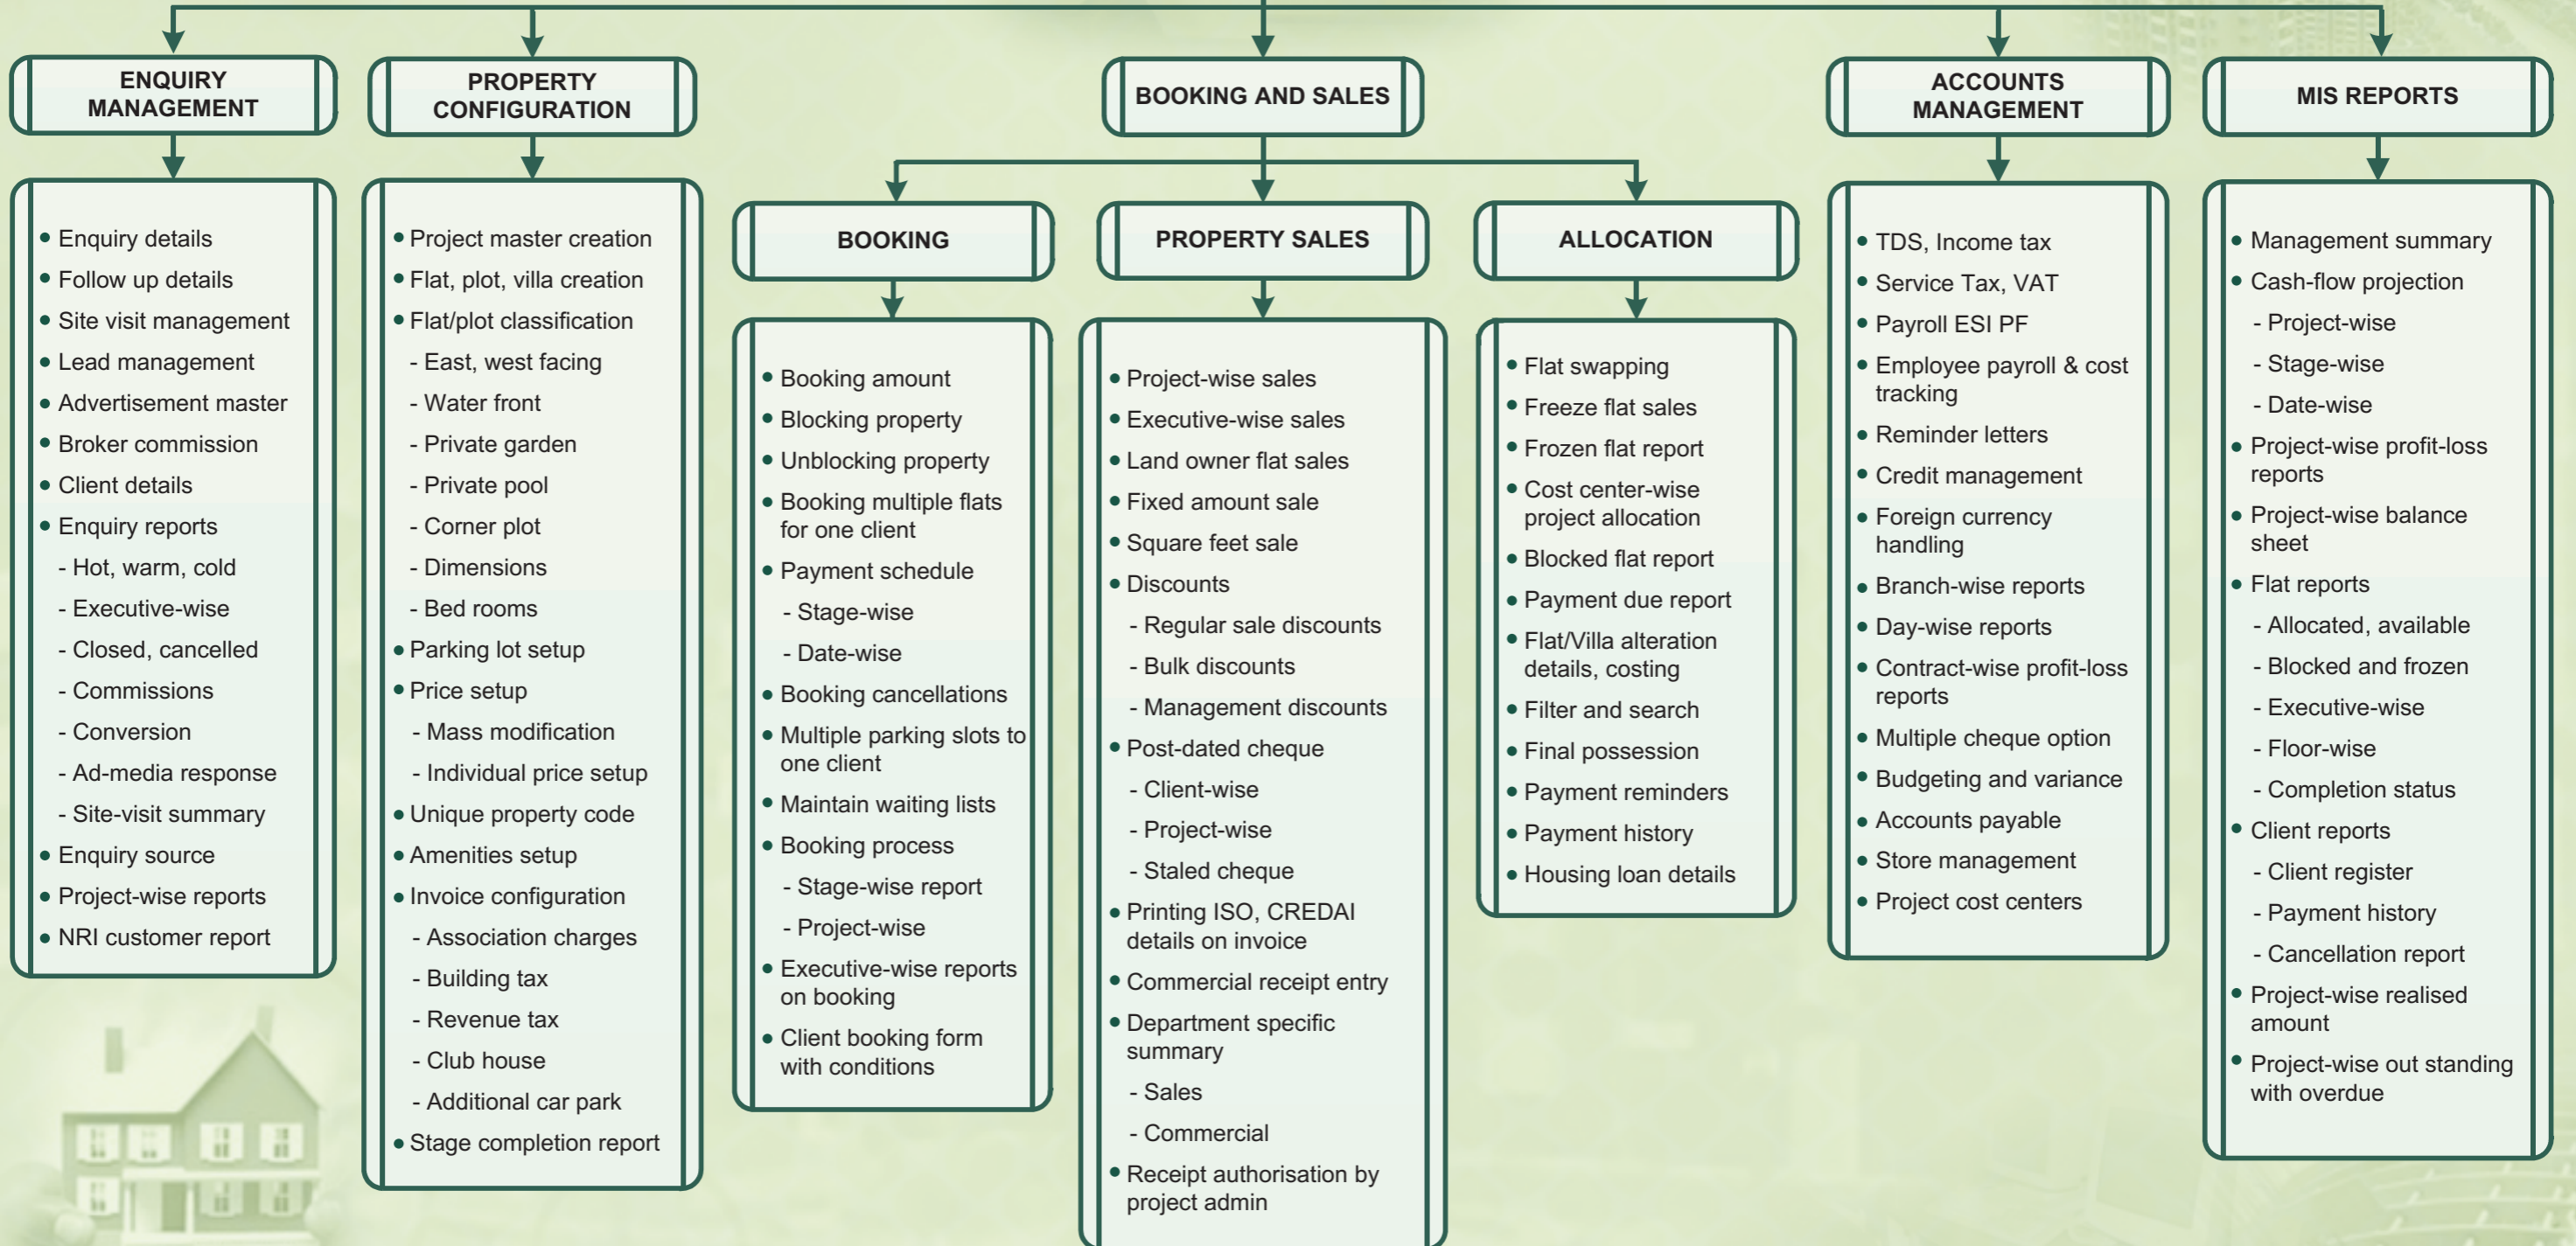 ENQUIRY
MANAGEMENT
• Enquiry details
• Follow up details
• Site visit management
• Lead management
• Advertisement master
• Broker commission
• Client details
• Enquiry reports
- Hot, warm, cold
- Executive-wise
- Closed, cancelled
- Commissions
- Conversion
- Ad-media response
- Site-visit summary
• Enquiry source
• Project-wise reports
• NRI customer report
PROPERTY
CONFIGURATION
• Project master creation
• Flat, plot, villa creation
• Flat/plot classification
- East, west facing
- Water front
- Private garden
- Private pool
- Corner plot
- Dimensions
- Bed rooms
• Parking lot setup
• Price setup
- Mass modification
- Individual price setup
• Unique property code
• Amenities setup
• Invoice configuration
- Association charges
- Building tax
- Revenue tax
- Club house
- Additional car park
• Stage completion report
BOOKING AND SALES
BOOKING
• Booking amount
• Blocking property
• Unblocking property
• Booking multiple flats
for one client
• Payment schedule
- Stage-wise
- Date-wise
• Booking cancellations
• Multiple parking slots to
one client
• Maintain waiting lists
• Booking process
- Stage-wise report
- Project-wise
• Executive-wise reports
on booking
• Client booking form
with conditions
PROPERTY SALES
• Project-wise sales
• Executive-wise sales
• Land owner flat sales
• Fixed amount sale
• Square feet sale
• Discounts
- Regular sale discounts
- Bulk discounts
- Management discounts
• Post-dated cheque
- Client-wise
- Project-wise
- Staled cheque
• Printing ISO, CREDAI
details on invoice
• Commercial receipt entry
• Department specific
summary
- Sales
- Commercial
• Receipt authorisation by
project admin
ALLOCATION
• Flat swapping
• Freeze flat sales
• Frozen flat report
• Cost center-wise
project allocation
• Blocked flat report
• Payment due report
• Flat/Villa alteration
details, costing
• Filter and search
• Final possession
• Payment reminders
• Payment history
• Housing loan details
ACCOUNTS
MANAGEMENT
• TDS, Income tax
• Service Tax, VAT
• Payroll ESI PF
• Employee payroll & cost
tracking
• Reminder letters
• Credit management
• Foreign currency
handling
• Branch-wise reports
• Day-wise reports
• Contract-wise profit-loss
reports
• Multiple cheque option
• Budgeting and variance
• Accounts payable
• Store management
• Project cost centers
MIS REPORTS
• Management summary
• Cash-flow projection
- Project-wise
- Stage-wise
- Date-wise
• Project-wise profit-loss
reports
• Project-wise balance
sheet
• Flat reports
- Allocated, available
- Blocked and frozen
- Executive-wise
- Floor-wise
- Completion status
• Client reports
- Client register
- Payment history
- Cancellation report
• Project-wise realised
amount
• Project-wise out standing
with overdue